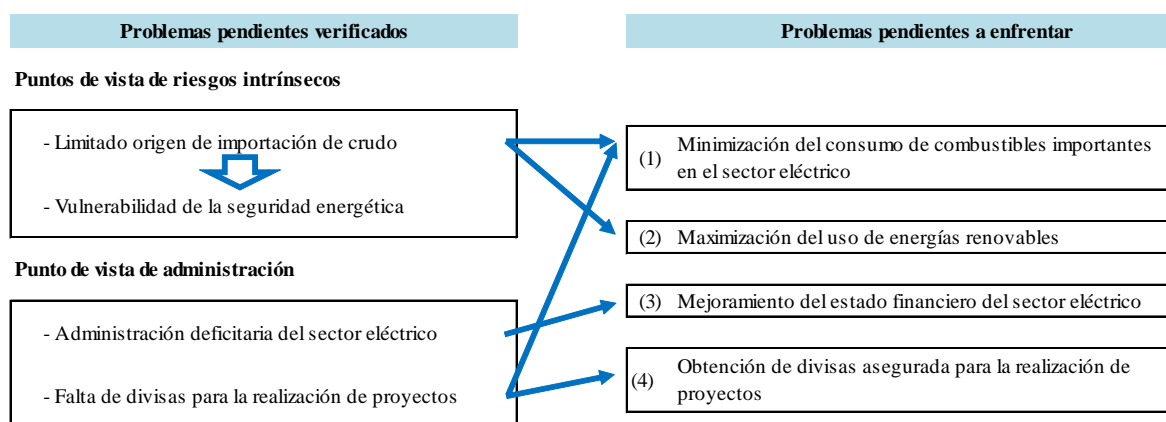 Problemas pendientes verificados
Puntos de vista de riesgos intrínsecos
- Limitado origen de importación de crudo
- Vulnerabilidad de la seguridad energética
Punto de vista de administración
- Administración deficitaria del sector eléctrico
- Falta de divisas para la realización de proyectos
Problemas pendientes a enfrentar
(1) Minimización del consumo de combustibles importantes
en el sector eléctrico
(2) Maximización del uso de energías renovables
(3) Mejoramiento del estado financiero del sector eléctrico
(4) Obtención de divisas asegurada para la realización de
proyectos